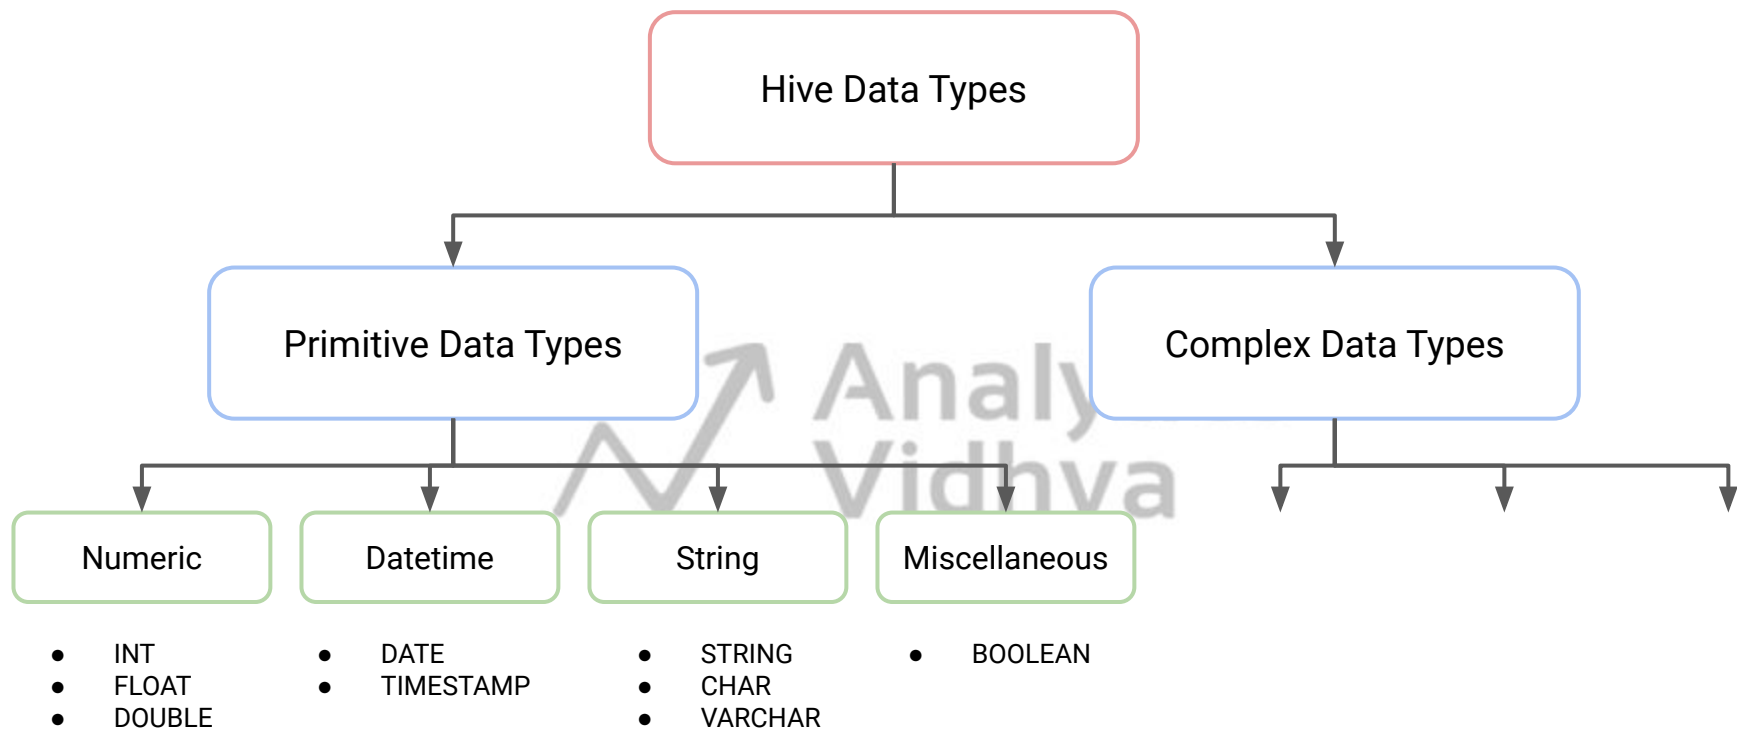 Hive Data Types
Primitive Data Types
Complex Data Types
Analy
Vidhya
Numeric
Datetime
String
Miscellaneous
● INT
● FLOAT
● DOUBLE
● DATE
● TIMESTAMP
● STRING
● CHAR
● VARCHAR
● BOOLEAN